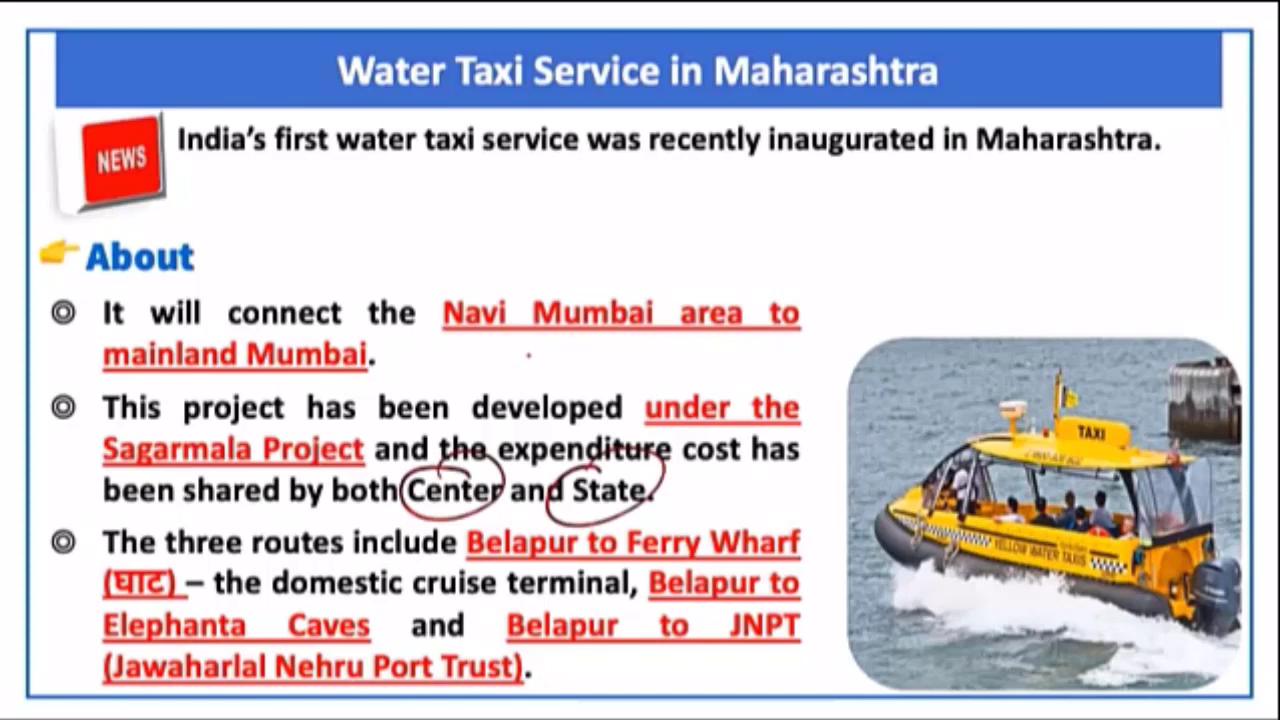 Water Taxi Service in Maharashtra
NEWS
India's first water taxi service was recently inaugurated in Maharashtra.
About
It will connect the Navi Mumbai area to
mainland Mumbai.
This project has been developed under the
Sagarmala Project and the expenditure cost has
been shared by both Center and State.
The three routes include Belapur to Ferry Wharf
(घाट) – the domestic cruise terminal, Belapur to
Elephanta Caves and Belapur to JNPT
(Jawaharlal Nehru Port Trust).
TAXI
YELLOW WATER TAXIS